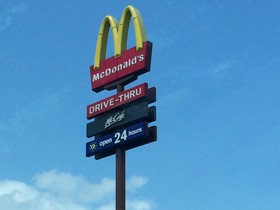 McDonald's
DRIVE-THRU
McCafé
open 24 hours